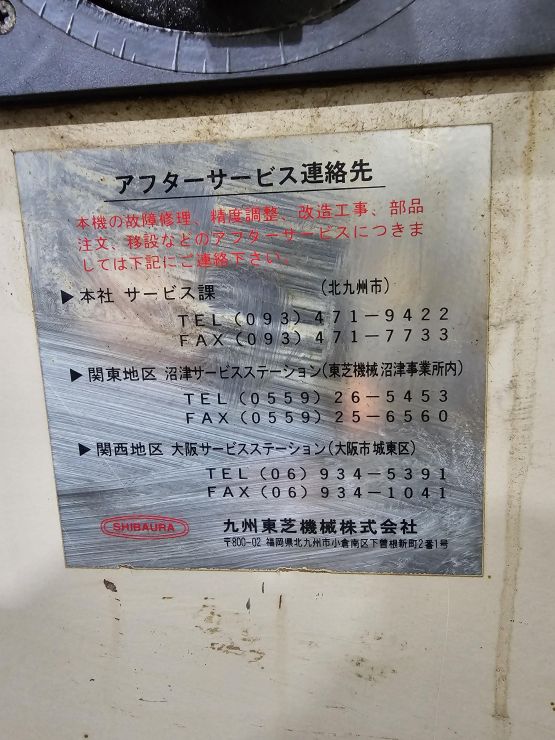 アフターサービス連絡先
本機の故障修理、精度調整、改造工事、部品
注文、移設などのアフターサービスにつきま
しては下記にご連絡下さい。
▶本社 サービス課 (北九州市)
TEL(093)471-9422
FAX(093)471-7733
▶関東地区 沼津サービスステーション(東芝機械 沼津事業所内)
TEL(0559)26-5453
FAX(0559)25-6560
▶関西地区 大阪サービスステーション(大阪市城東区)
TEL(06)934-5391
FAX(06)934-1041
SHIBAURA 九州東芝機械株式会社
〒800-02 福岡県北九州市小倉南区下曽根新町2番1号